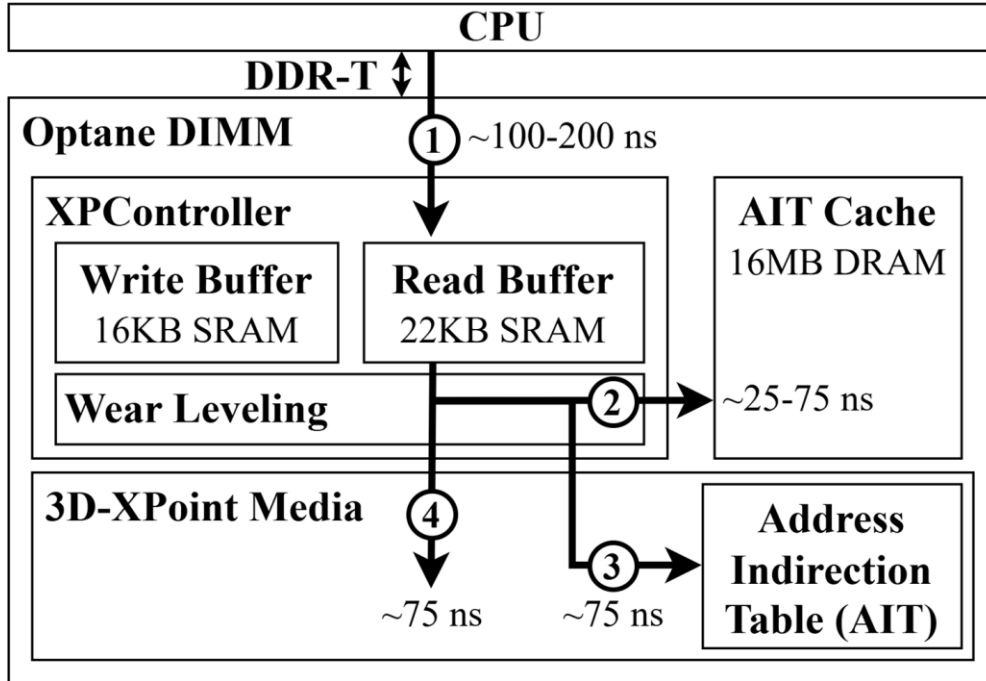 CPU
DDR-T
Optane DIMM
1
~100-200 ns
XPController
AIT Cache
16MB DRAM
Write Buffer
16KB SRAM
Read Buffer
22KB SRAM
Wear Leveling
2
~25-75 ns
3D-XPoint Media
4
~75 ns
3
~75 ns
Address
Indirection
Table (AIT)